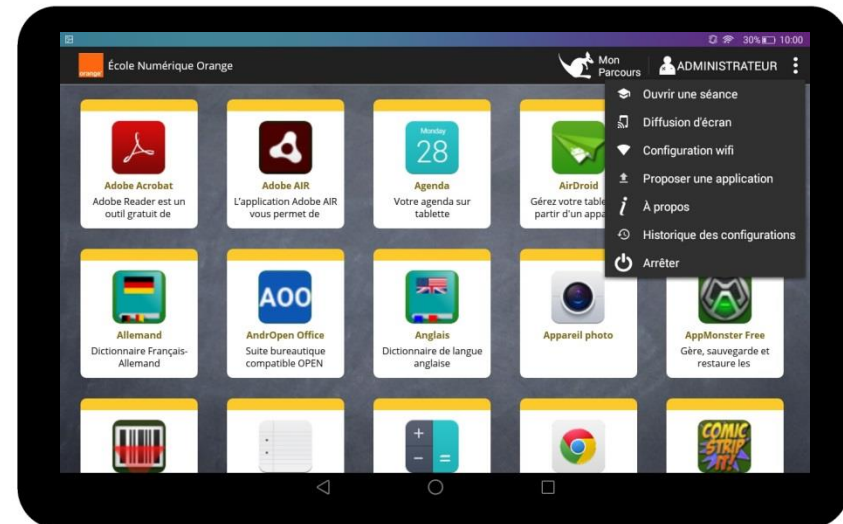 30% 10:00
orange
École Numérique Orange
Mon
Parcours
ADMINISTRATEUR
Ouvrir une séance
Diffusion d'écran
Configuration wifi
Proposer une application
À propos
Historique des configurations
Arrêter
Adobe Acrobat
Adobe Reader est un
outil gratuit de
Adobe AIR
L'application Adobe AIR
vous permet de
Monday
28
Agenda
Votre agenda sur
tablette
AirDroid
Gérez votre table
partir d'un appa
Allemand
Dictionnaire Français-
Allemand
AOO
AndrOpen Office
Suite bureautique
compatible OPEN
Anglais
Dictionnaire de langue
anglaise
Appareil photo
AppMonster Free
Gère, sauvegarde et
restaure les
COMIC
STRIP
IT!